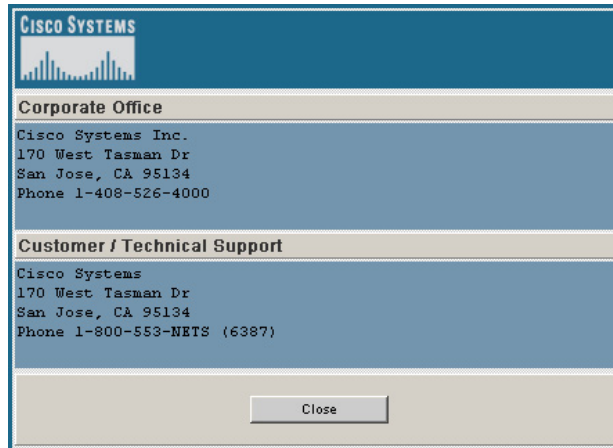 CISCO SYSTEMS
Corporate Office
Cisco Systems Inc.
170 West Tasman Dr
San Jose, CA 95134
Phone 1-408-526-4000
Customer / Technical Support
Cisco Systems
170 West Tasman Dr
San Jose, CA 95134
Phone 1-800-553-NETS (6387)
Close